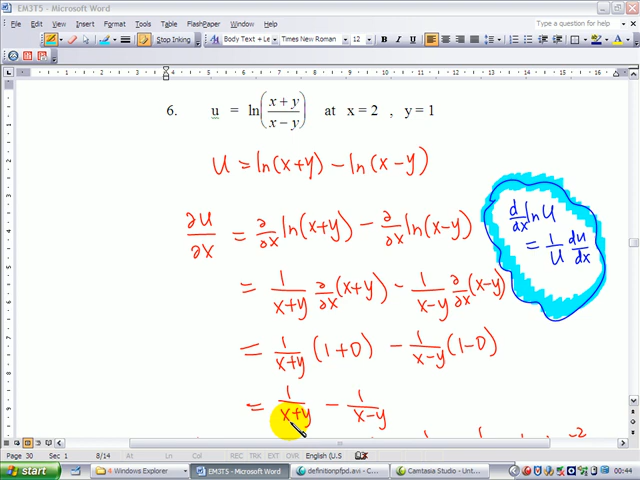 EM3T5 - Microsoft Word
File Edit View Insert Format Tools Table FlashPaper Window Help Type a question for help
Stop Inking Body Text + Le Times New Roman 12 B I U
6. u = ln((x + y)/(x − y)) at x = 2 , y = 1
U = ln(x+y) − ln(x−y)
∂U/∂x = ∂/∂x ln(x+y) − ∂/∂x ln(x−y)
d/dx ln U
= 1/U du/dx
= 1/(x+y) ∂/∂x (x+y) − 1/(x−y) ∂/∂x (x−y)
= 1/(x+y) (1+0) − 1/(x−y) (1−0)
= 1/(x+y) − 1/(x−y)
Page 30 Sec 1 8/14 At Ln Col REC TRK EXT OVR English (U.S
start 4 Windows Explorer EM3T5 - Microsoft Word definitionpfpd.avi - C... Camtasia Studio - Unt... 00:44